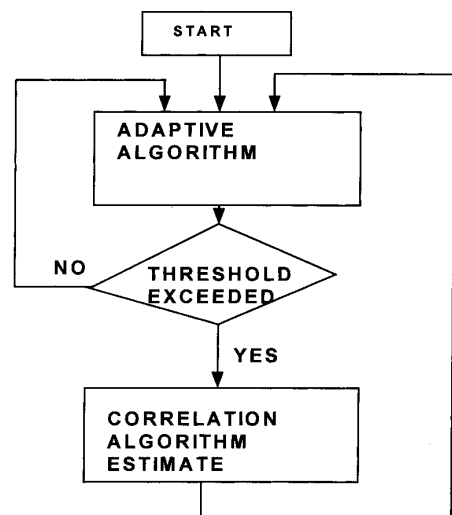 START
ADAPTIVE
ALGORITHM
NO
THRESHOLD
EXCEEDED
YES
CORRELATION
ALGORITHM
ESTIMATE